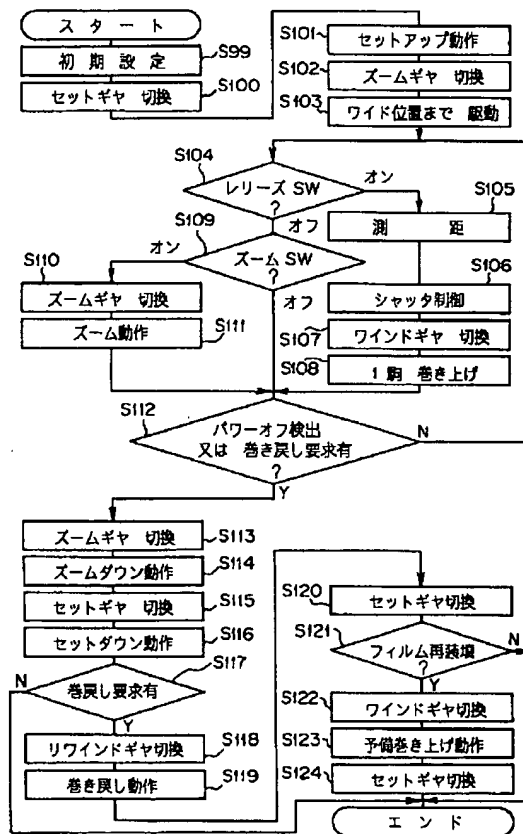 スタート
初期設定
S99
セットギヤ 切換
S100
S101
セットアップ動作
S102
ズームギヤ 切換
S103
ワイド位置まで 駆動
S104
レリーズ SW
?
オン
オフ
S105
測 距
S106
シャッタ制御
S107
ワインドギヤ 切換
S108
1駒 巻き上げ
S109
ズーム SW
?
オン
オフ
S110
ズームギヤ 切換
ズーム動作
S111
S112
パワーオフ検出
又は 巻き戻し要求有
?
N
Y
ズームギヤ 切換
S113
ズームダウン動作
S114
セットギヤ 切換
S115
セットダウン動作
S116
S117
巻戻し要求有
?
N
Y
リワインドギヤ切換
S118
巻き戻し動作
S119
S120
セットギヤ切換
S121
フィルム再装填
?
N
Y
S122
ワインドギヤ切換
S123
予備巻き上げ動作
S124
セットギヤ切換
エンド